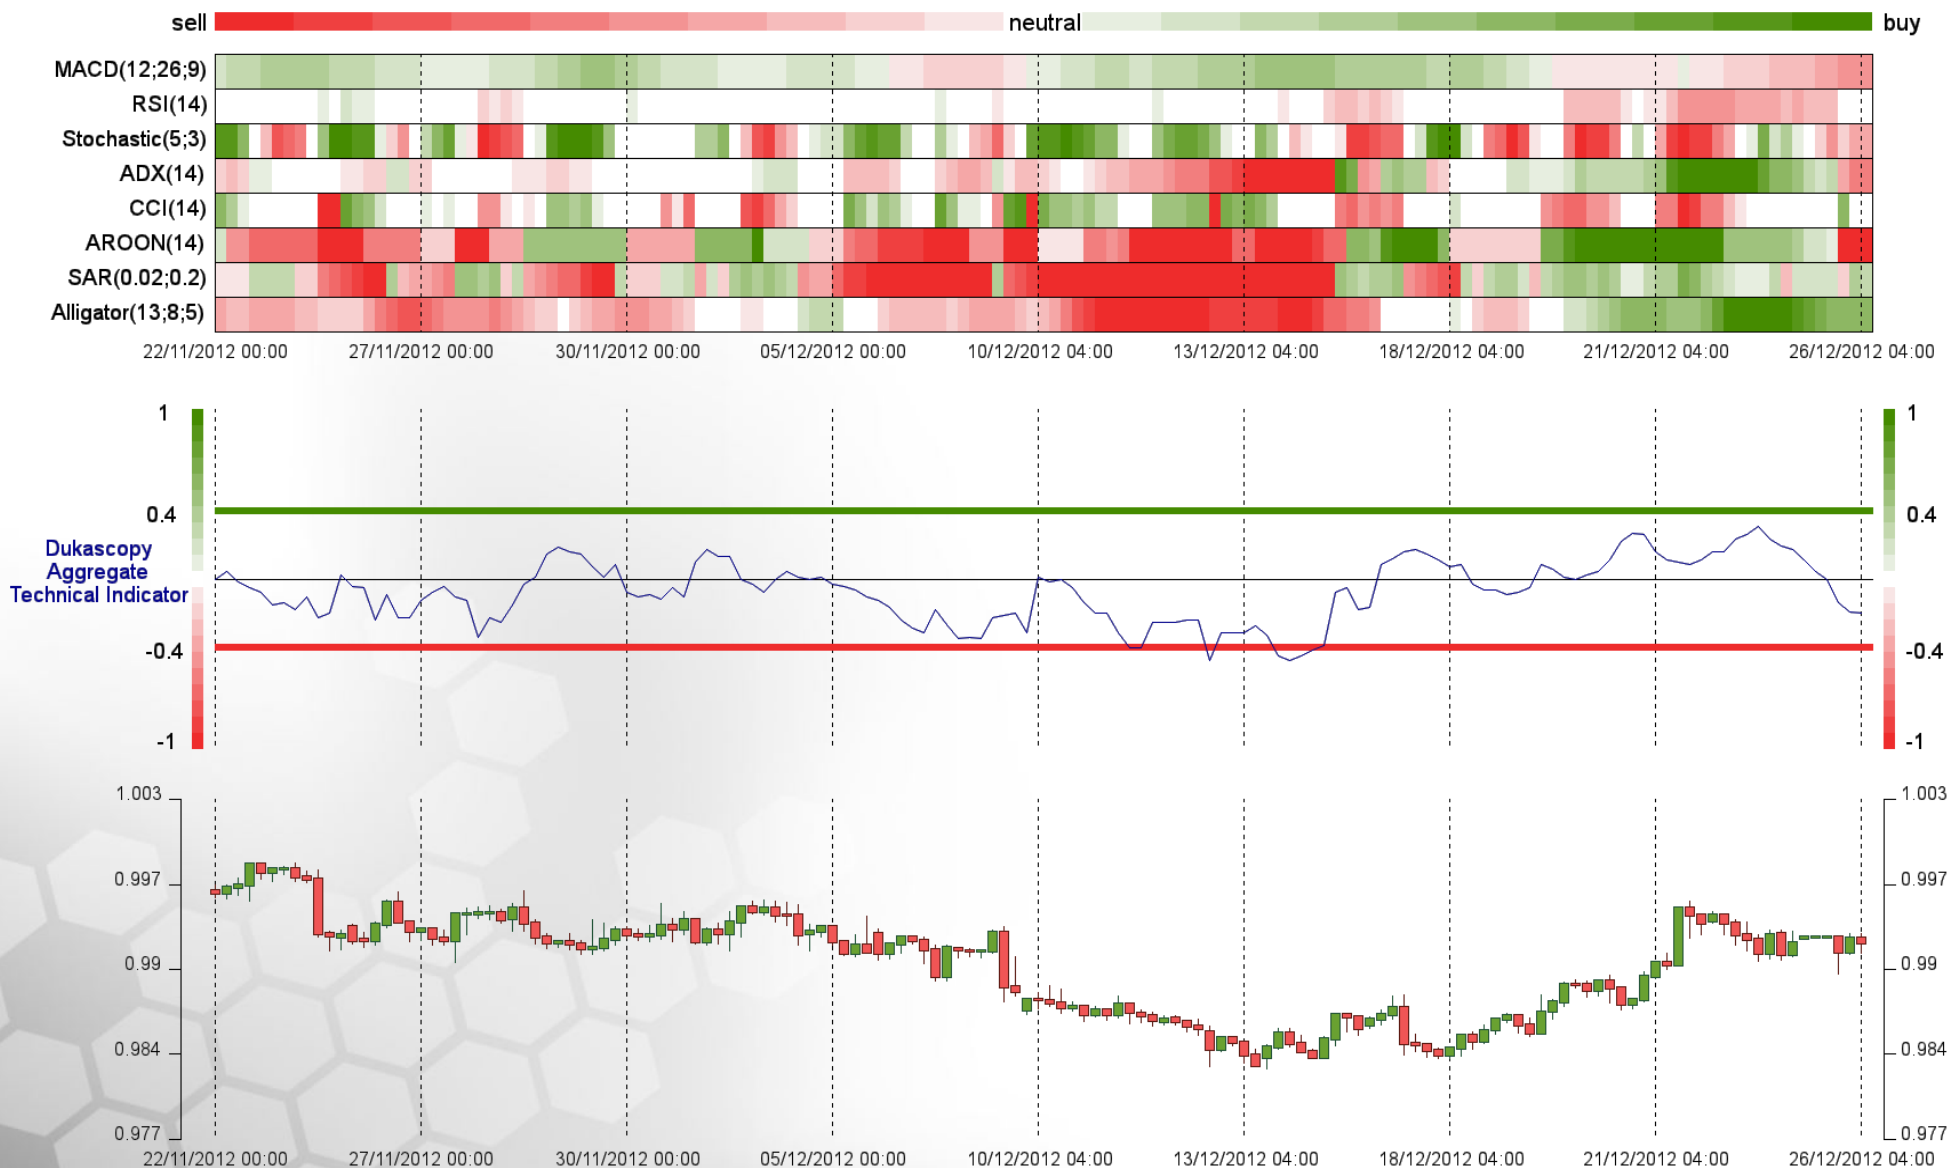 sell neutral buy
MACD(12;26;9)
RSI(14)
Stochastic(5;3)
ADX(14)
CCI(14)
AROON(14)
SAR(0.02;0.2)
Alligator(13;8;5)
22/11/2012 00:00 27/11/2012 00:00 30/11/2012 00:00 05/12/2012 00:00 10/12/2012 04:00 13/12/2012 04:00 18/12/2012 04:00 21/12/2012 04:00 26/12/2012 04:00
1 1
0.4 0.4
Dukascopy
Aggregate
Technical Indicator
-0.4 -0.4
-1 -1
1.003 1.003
0.997 0.997
0.99 0.99
0.984 0.984
0.977 0.977
22/11/2012 00:00 27/11/2012 00:00 30/11/2012 00:00 05/12/2012 00:00 10/12/2012 04:00 13/12/2012 04:00 18/12/2012 04:00 21/12/2012 04:00 26/12/2012 04:00